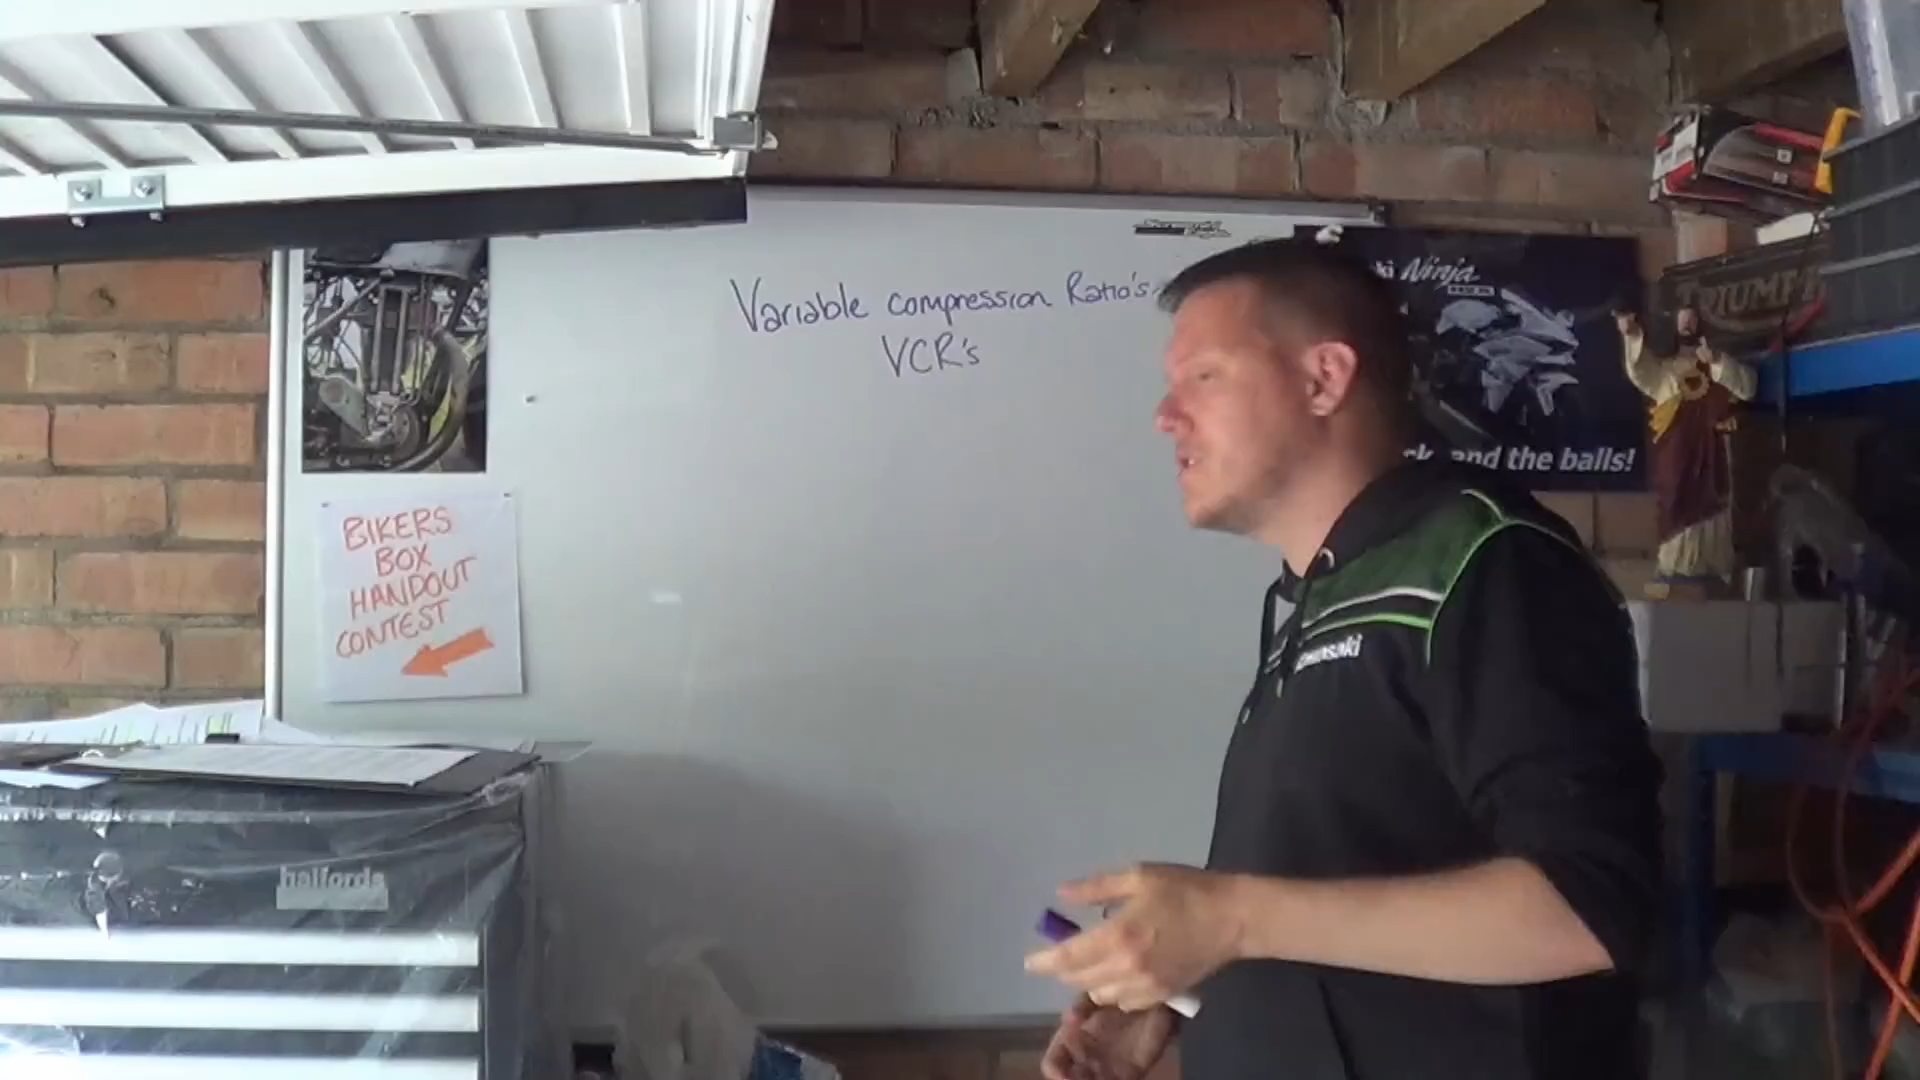 Variable compression Ratio's
VCR's
Ninja
TRIUMPH
and the balls!
BIKERS
BOX
HANDOUT
CONTEST
Kawasaki
halfords